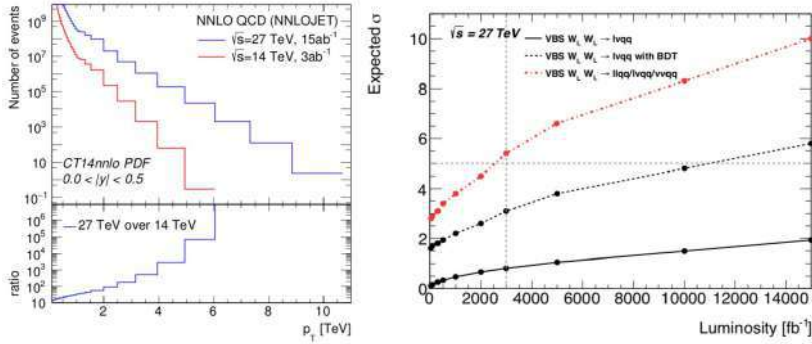 NNLO QCD (NNLOJET)
√s=27 TeV, 15ab⁻¹
√s=14 TeV, 3ab⁻¹
Number of events
10⁹
10⁷
10⁵
10³
10
10⁻¹
CT14nnlo PDF
0.0 < |y| < 0.5
27 TeV over 14 TeV
ratio
10⁶
10⁵
10⁴
10³
10²
10
2 4 6 8 10
p_T [TeV]
√s = 27 TeV
VBS W_L W_L → lvqq
VBS W_L W_L → lvqq with BDT
VBS W_L W_L → llqq/lvqq/vvqq
Expected σ
10
8
6
4
2
0
0 2000 4000 6000 8000 10000 12000 14000
Luminosity [fb⁻¹]